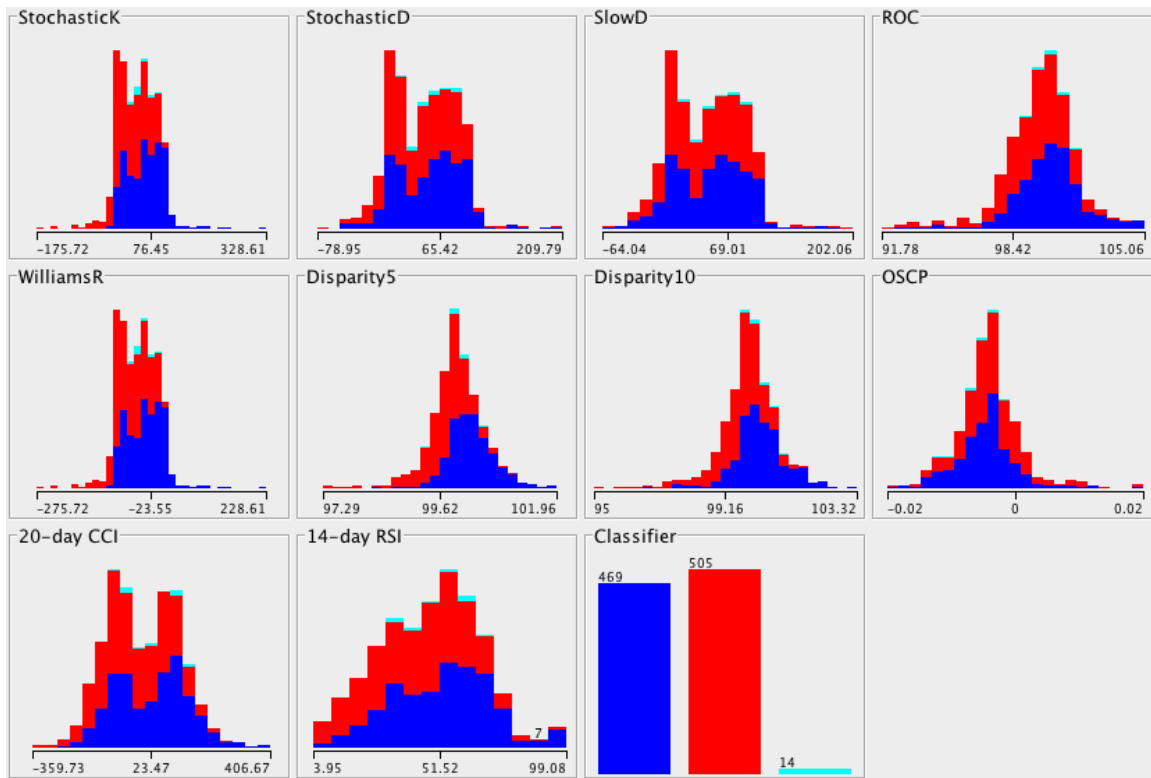 StochasticK StochasticD SlowD ROC
-175.72 76.45 328.61 -78.95 65.42 209.79 -64.04 69.01 202.06 91.78 98.42 105.06
WilliamsR Disparity5 Disparity10 OSCP
-275.72 -23.55 228.61 97.29 99.62 101.96 95 99.16 103.32 -0.02 0 0.02
20-day CCI 14-day RSI Classifier
469 505
7 14
-359.73 23.47 406.67 3.95 51.52 99.08